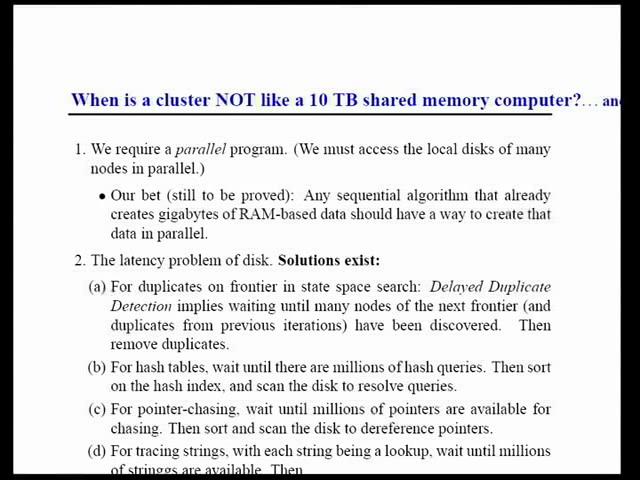 When is a cluster NOT like a 10 TB shared memory computer?... and
1. We require a parallel program. (We must access the local disks of many
nodes in parallel.)
• Our bet (still to be proved): Any sequential algorithm that already
creates gigabytes of RAM-based data should have a way to create that
data in parallel.
2. The latency problem of disk. Solutions exist:
(a) For duplicates on frontier in state space search: Delayed Duplicate
Detection implies waiting until many nodes of the next frontier (and
duplicates from previous iterations) have been discovered. Then
remove duplicates.
(b) For hash tables, wait until there are millions of hash queries. Then sort
on the hash index, and scan the disk to resolve queries.
(c) For pointer-chasing, wait until millions of pointers are available for
chasing. Then sort and scan the disk to dereference pointers.
(d) For tracing strings, with each string being a lookup, wait until millions
of stringgs are available. Then